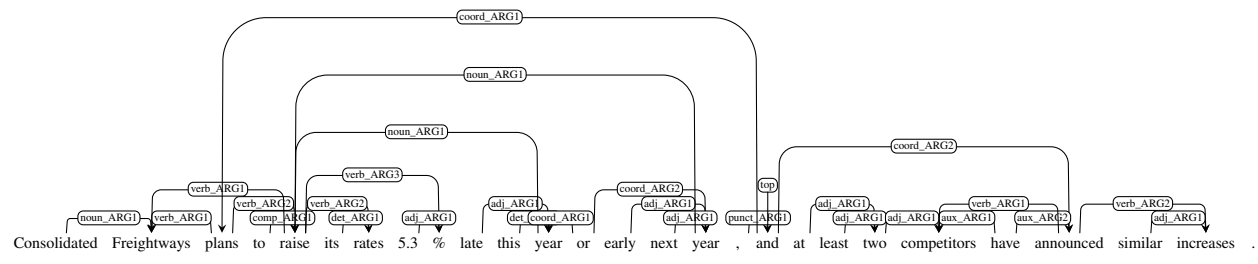 coord_ARG1
noun_ARG1
noun_ARG1 coord_ARG2
verb_ARG3
verb_ARG1 coord_ARG2 top
verb_ARG2 verb_ARG2 adj_ARG1 adj_ARG1 adj_ARG1 verb_ARG1 verb_ARG2
noun_ARG1 verb_ARG1 comp_ARG1 det_ARG1 adj_ARG1 det_ coord_ARG1 adj_ARG1 punct_ARG1 adj_ARG1 adj_ARG1 aux_ARG1 aux_ARG2 adj_ARG1
Consolidated Freightways plans to raise its rates 5.3 % late this year or early next year , and at least two competitors have announced similar increases .